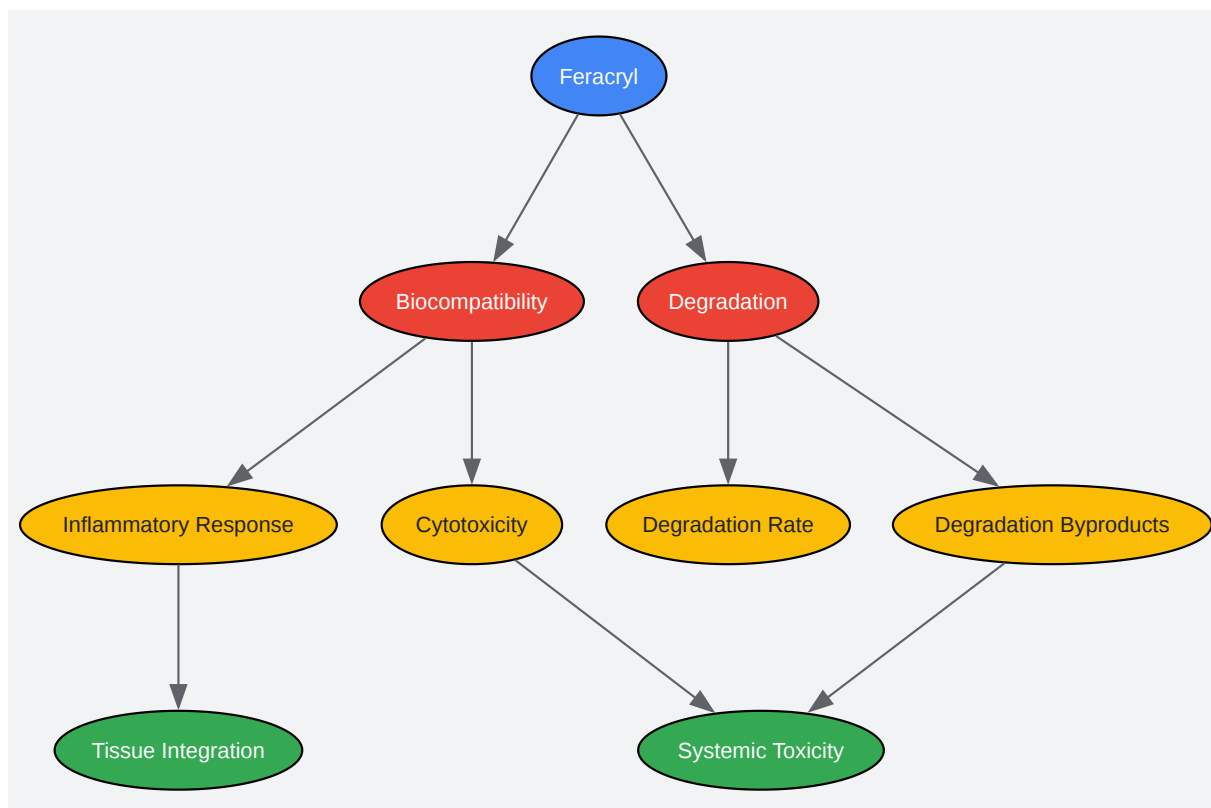 Feracryl
Biocompatibility
Degradation
Inflammatory Response
Cytotoxicity
Degradation Rate
Degradation Byproducts
Tissue Integration
Systemic Toxicity